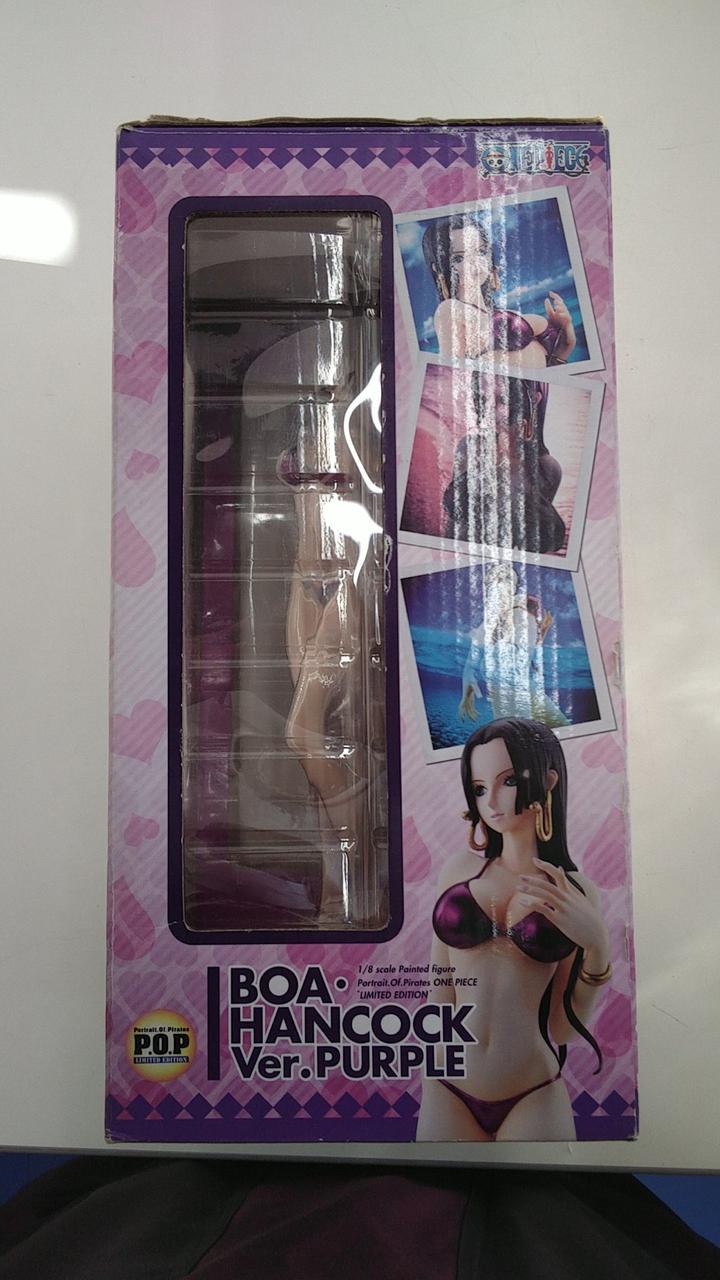 ONE PIECE
1/8 scale Painted figure
Portrait.Of.Pirates ONE PIECE
"LIMITED EDITION"
BOA・
HANCOCK
Ver.PURPLE
Portrait.Of.Pirates
P.O.P
LIMITED EDITION